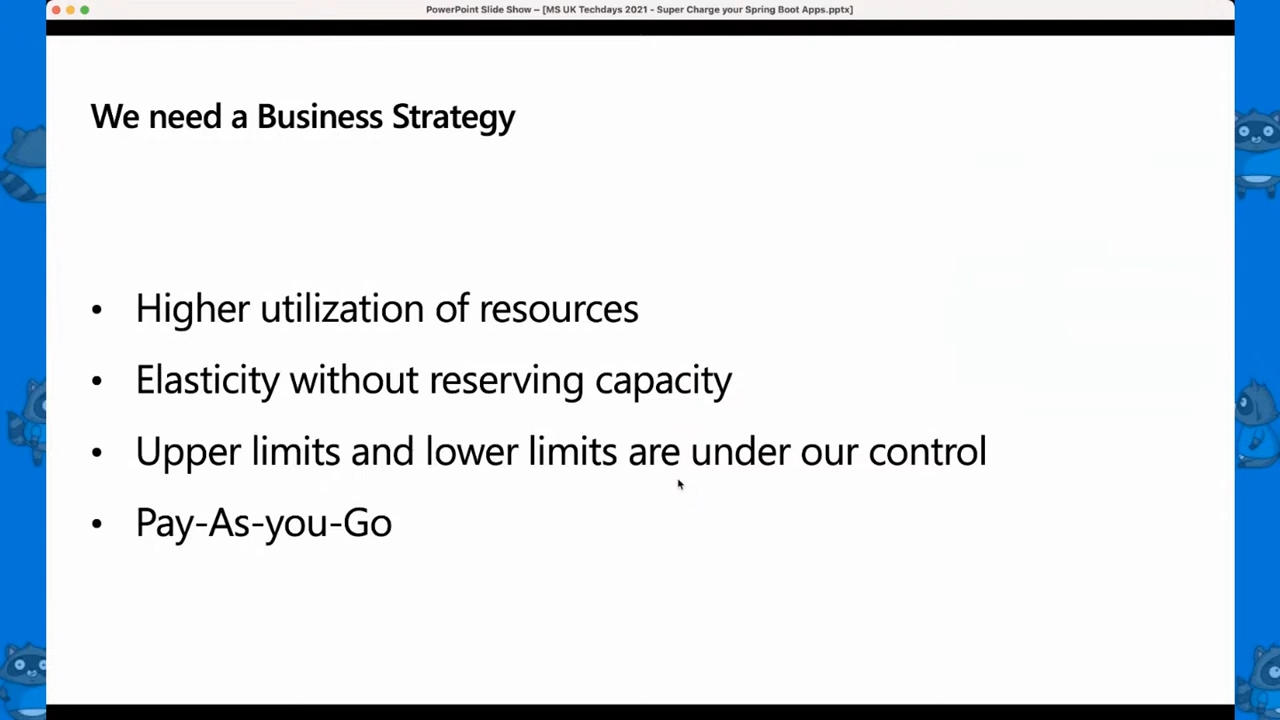 PowerPoint Slide Show – [MS UK Techdays 2021 - Super Charge your Spring Boot Apps.pptx]
We need a Business Strategy
• Higher utilization of resources
• Elasticity without reserving capacity
• Upper limits and lower limits are under our control
• Pay-As-you-Go